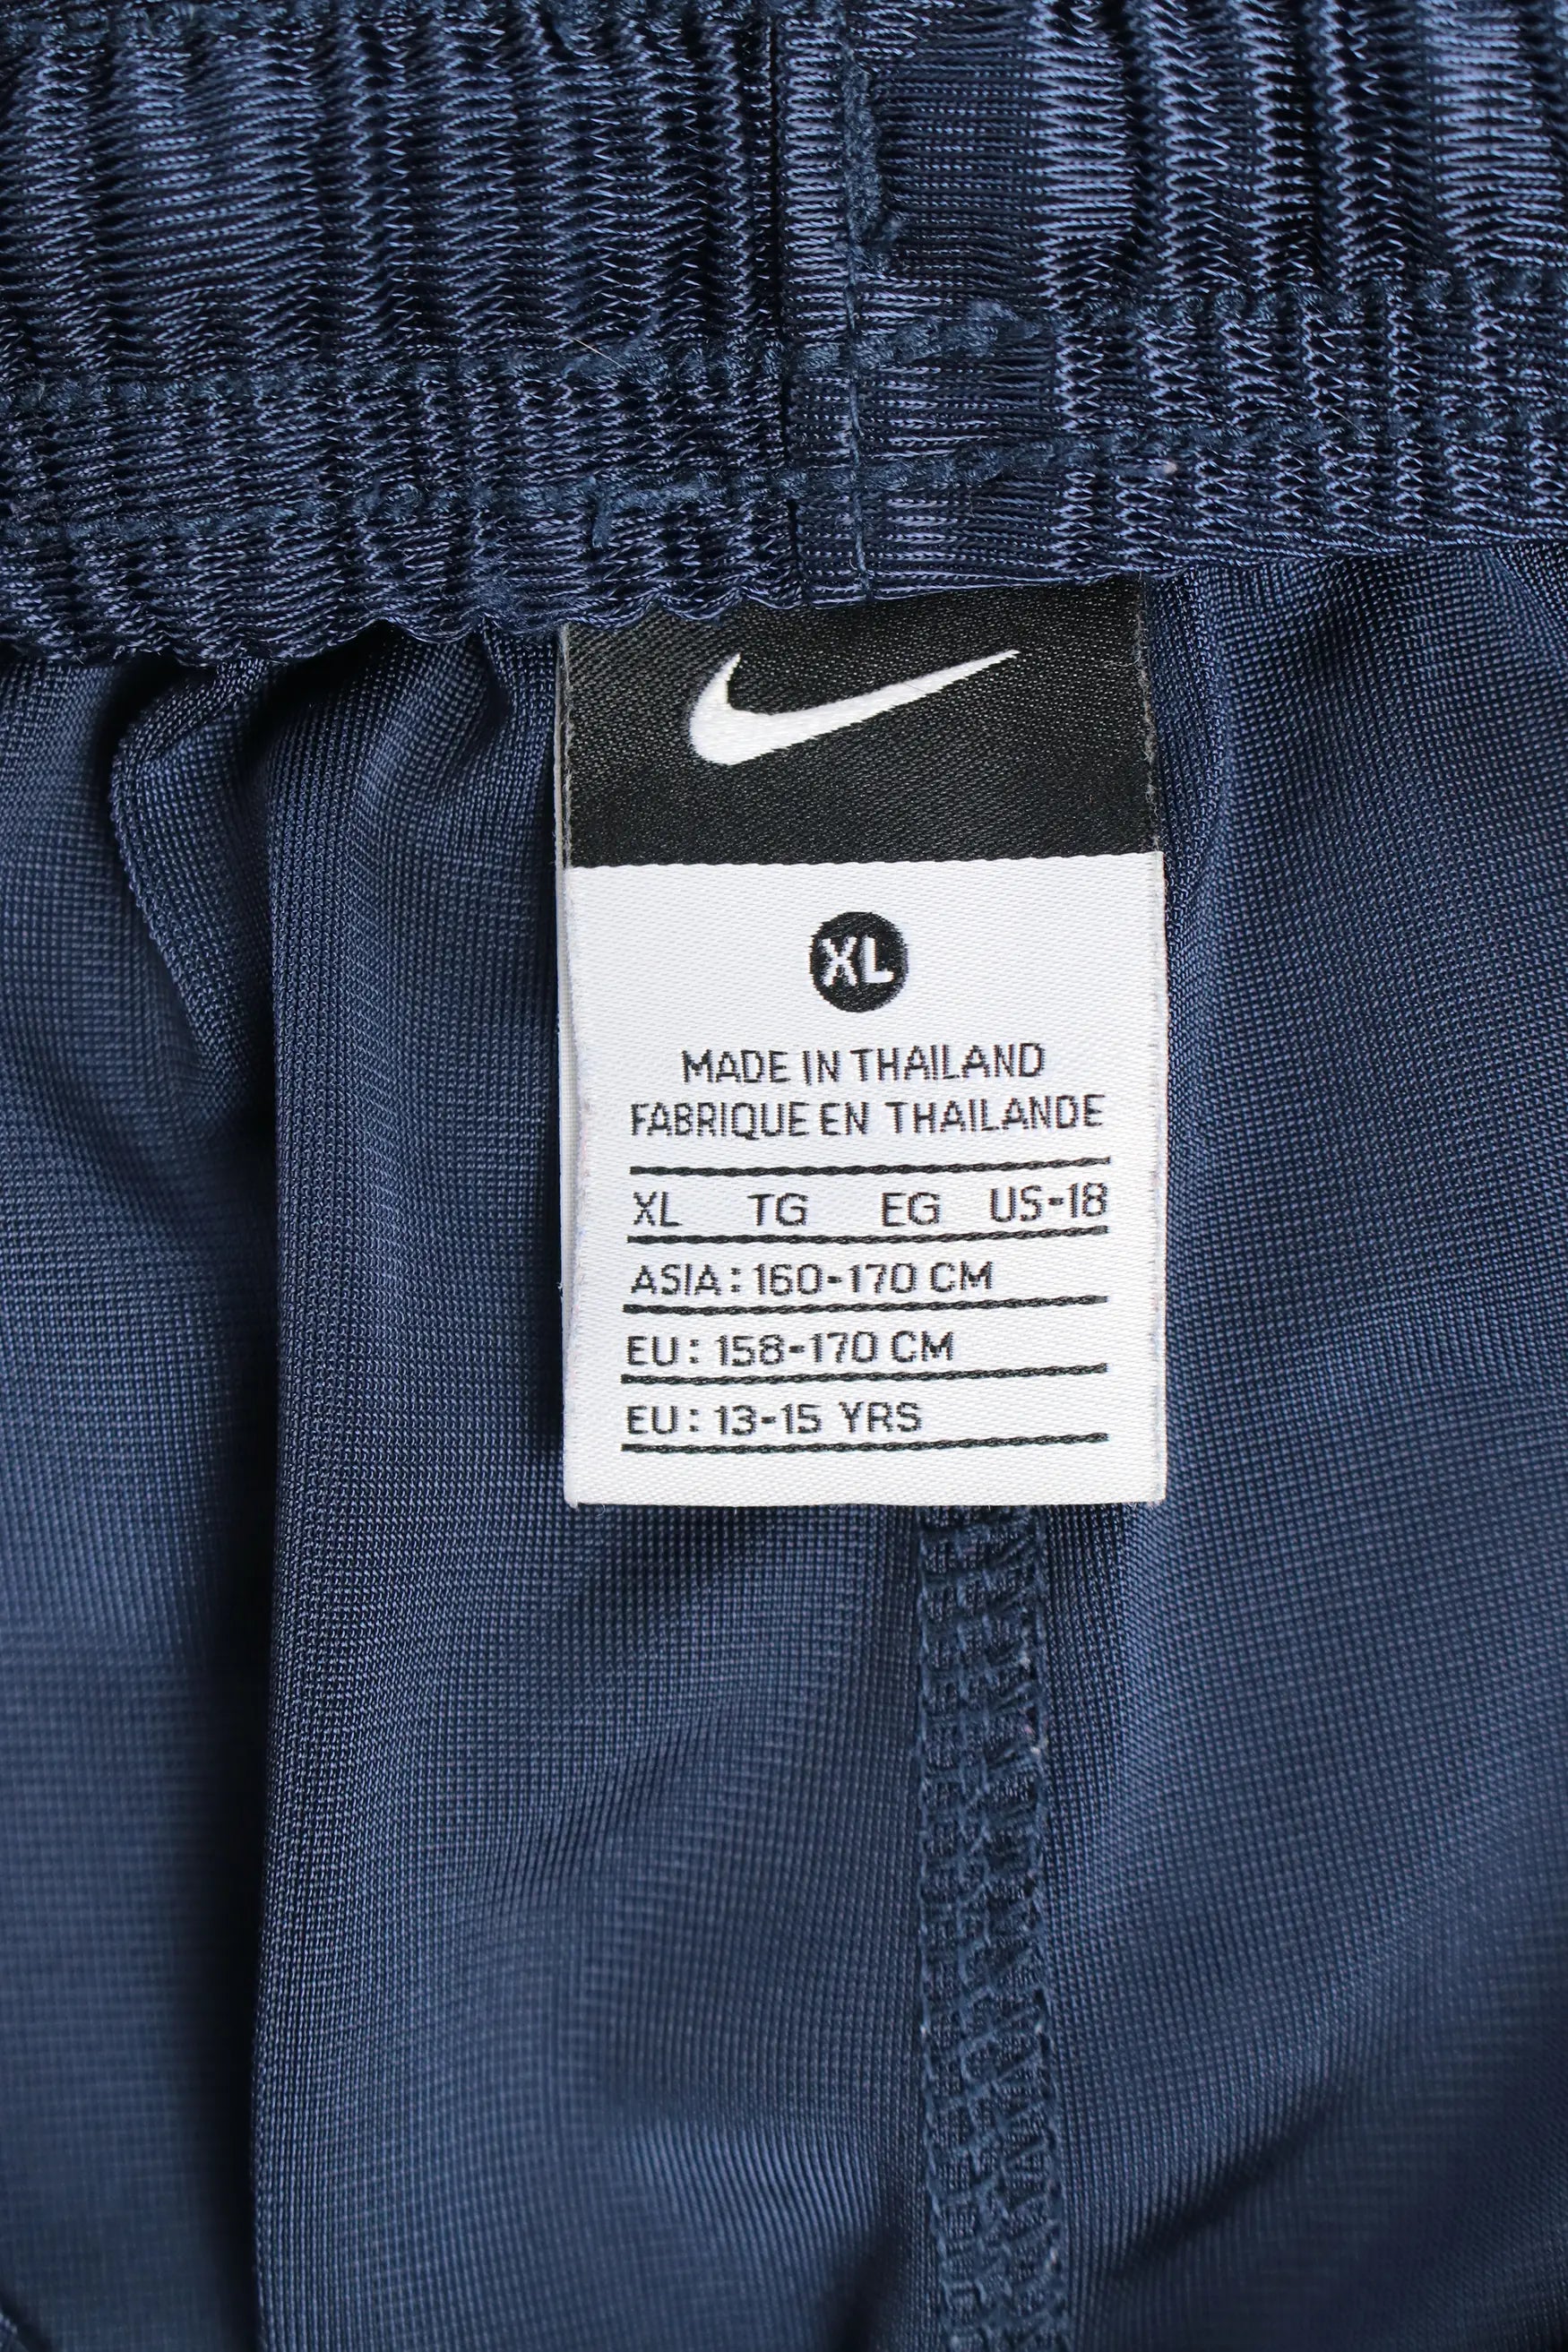 XL
MADE IN THAILAND
FABRIQUE EN THAILANDE
XL TG EG US-18
ASIA: 160-170 CM
EU: 158-170 CM
EU: 13-15 YRS